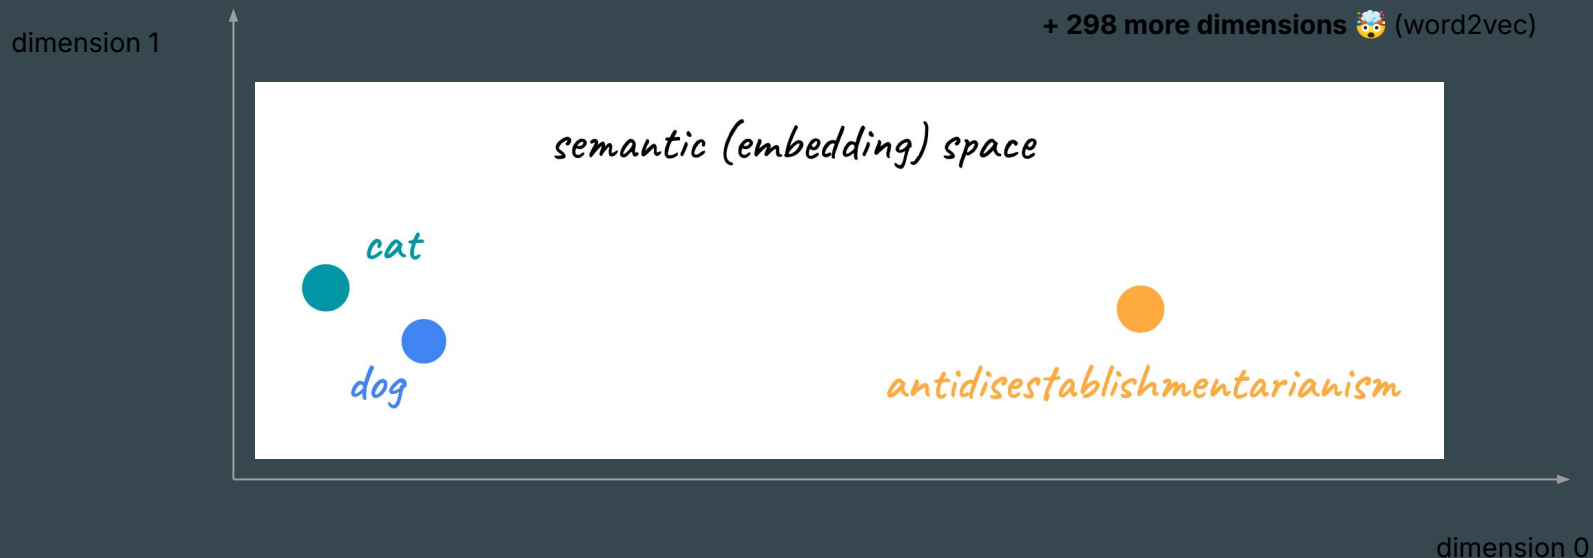 + 298 more dimensions 🤯 (word2vec)
dimension 1
semantic (embedding) space
cat
dog
antidisestablishmentarianism
dimension 0